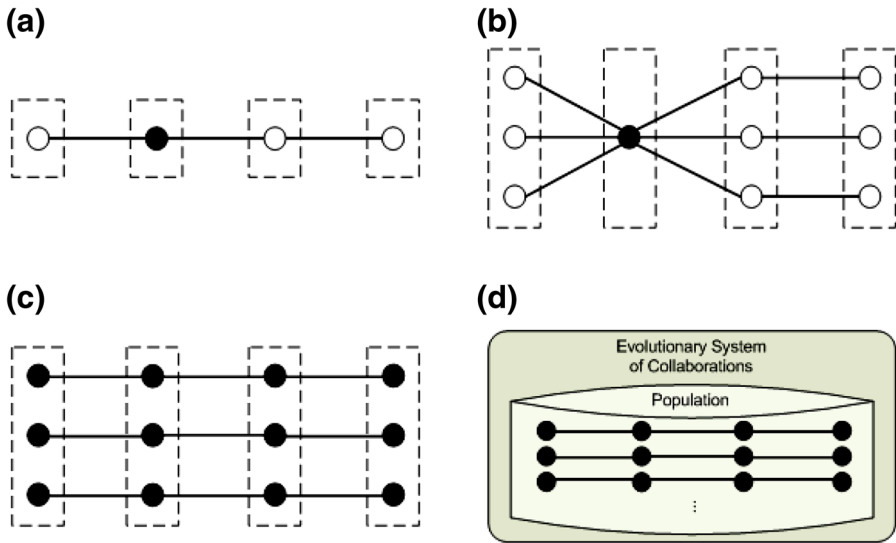 (a)
(b)
(c)
(d)
Evolutionary System
of Collaborations
Population
⋮